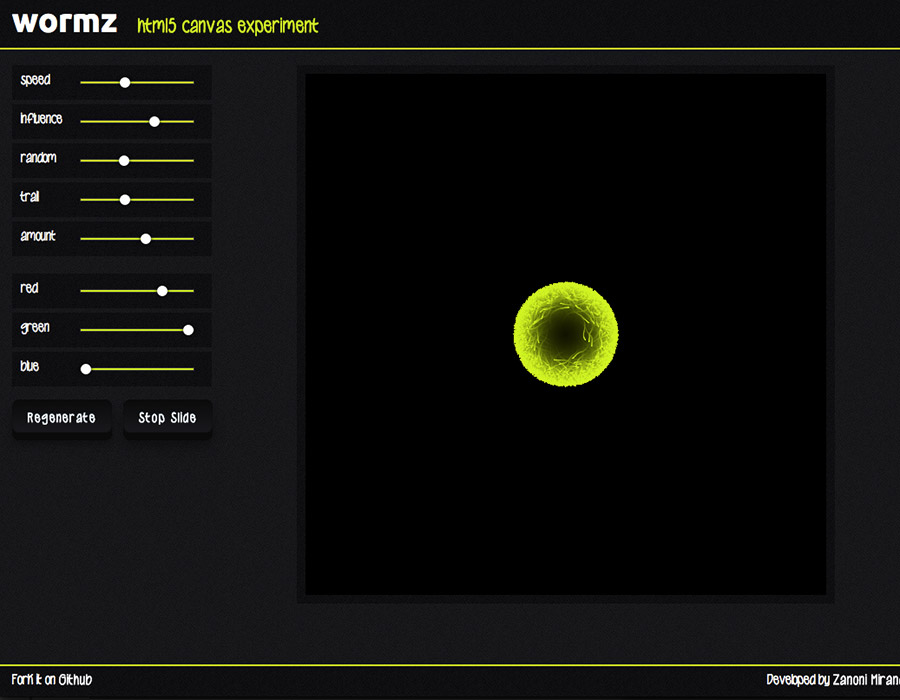 wormz html5 canvas experiment
speed
influence
random
trail
amount
red
green
blue
Regenerate Stop Slide
Fork it on Github Developed by Zanoni Miran